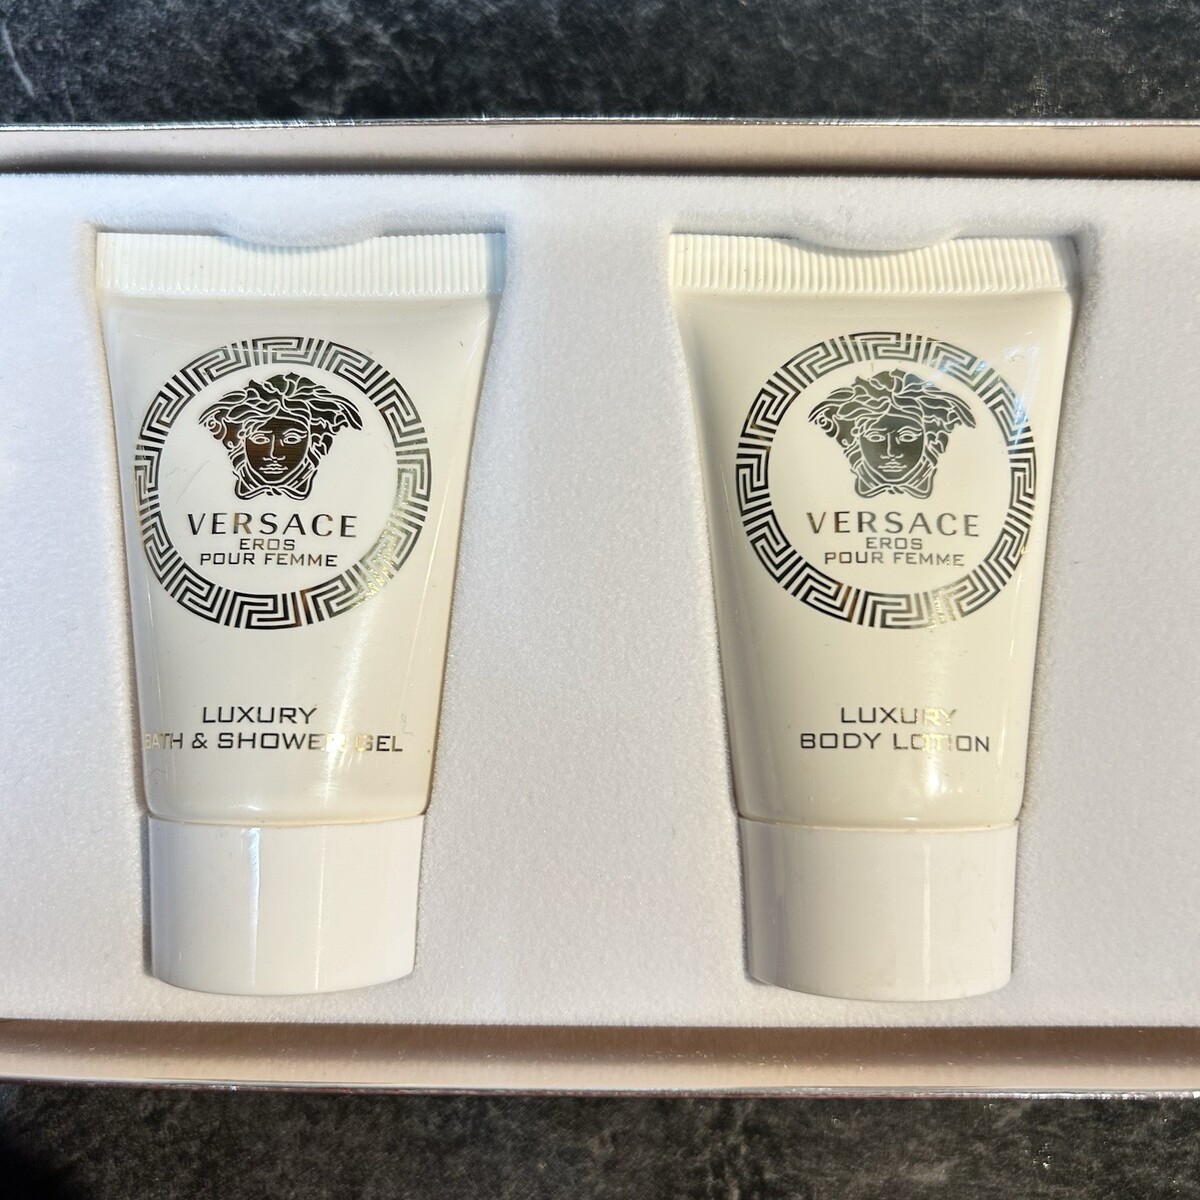 VERSACE
EROS
POUR FEMME
LUXURY
BATH & SHOWER GEL
VERSACE
EROS
POUR FEMME
LUXURY
BODY LOTION